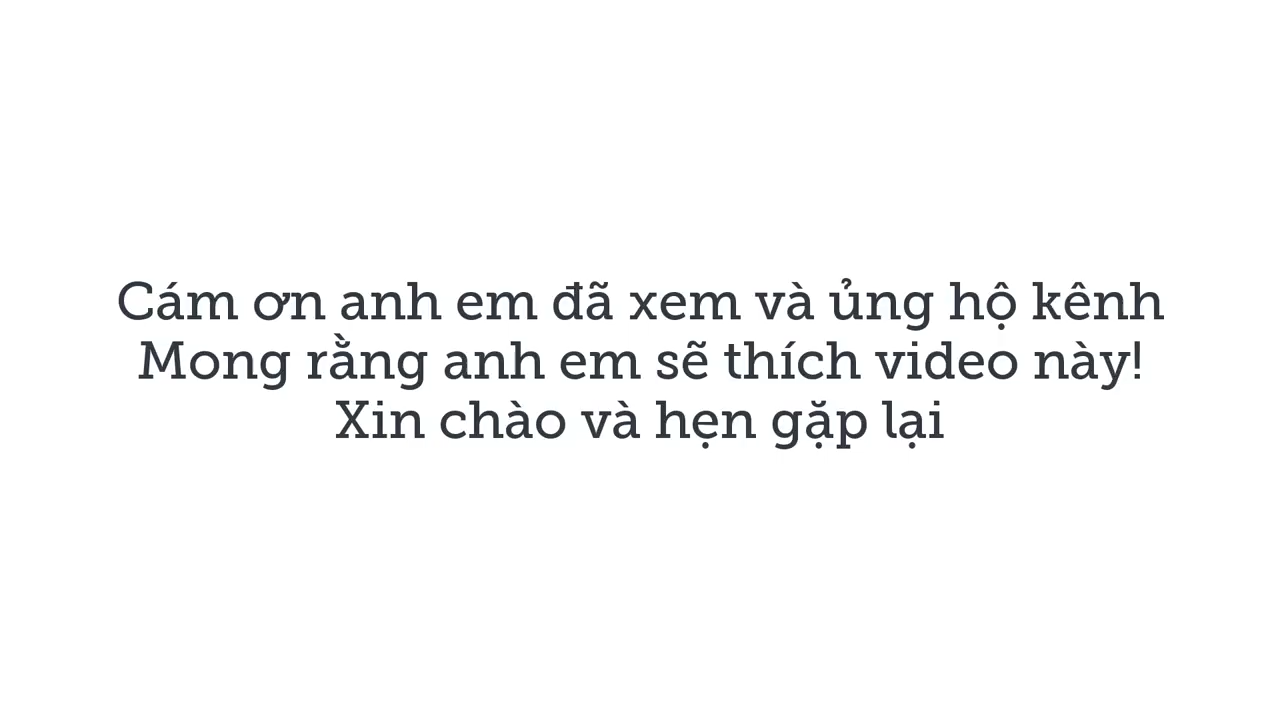 Cám ơn anh em đã xem và ủng hộ kênh
Mong rằng anh em sẽ thích video này!
Xin chào và hẹn gặp lại